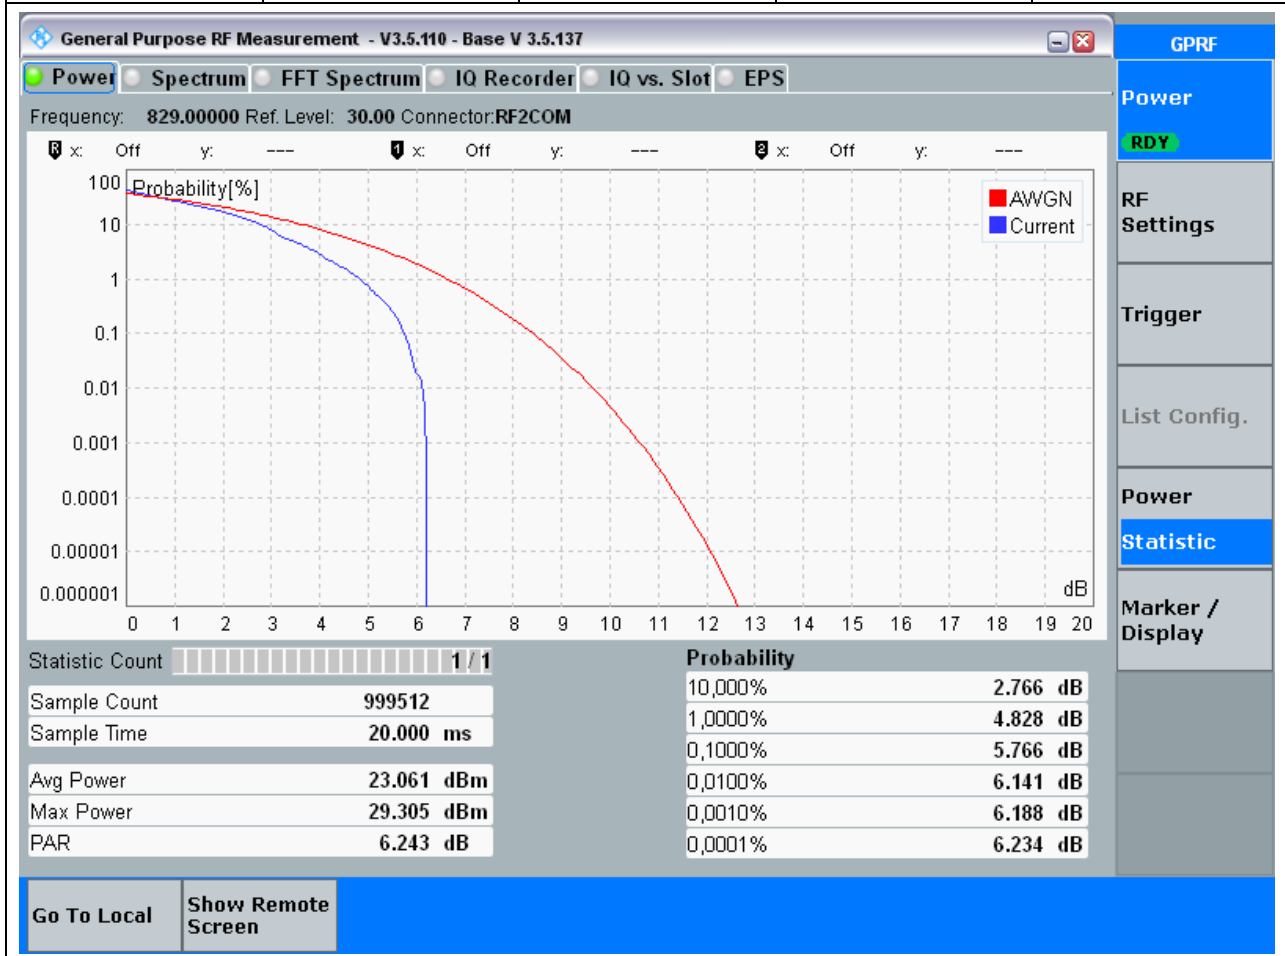 General Purpose RF Measurement - V3.5.110 - Base V 3.5.137
GPRF
Power Spectrum FFT Spectrum IQ Recorder IQ vs. Slot EPS
Frequency: 829.00000 Ref. Level: 30.00 Connector:RF2COM
R x: Off y: --- 1 x: Off y: --- 2 x: Off y: ---
Probability[%]
AWGN
Current
100
10
1
0.1
0.01
0.001
0.0001
0.00001
0.000001
dB
0 1 2 3 4 5 6 7 8 9 10 11 12 13 14 15 16 17 18 19 20
Statistic Count 1 / 1
Sample Count 999512
Sample Time 20.000 ms
Avg Power 23.061 dBm
Max Power 29.305 dBm
PAR 6.243 dB
Probability
10,000% 2.766 dB
1,0000% 4.828 dB
0,1000% 5.766 dB
0,0100% 6.141 dB
0,0010% 6.188 dB
0,0001% 6.234 dB
Power
RDY
RF
Settings
Trigger
List Config.
Power
Statistic
Marker /
Display
Go To Local
Show Remote
Screen